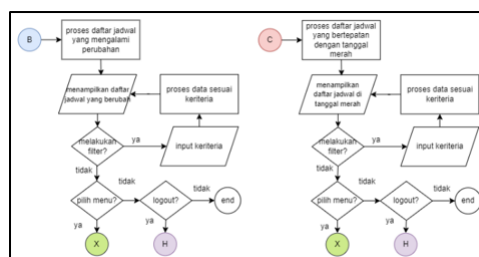 B
proses daftar jadwal
yang mengalami
perubahan
menampilkan daftar
jadwal yang berubah
proses data sesuai
keriteria
melakukan
filter?
ya
input keriteria
tidak
pilih menu?
tidak
logout?
tidak
end
ya
ya
X
H
C
proses daftar jadwal
yang bertepatan
dengan tanggal
merah
menampilkan
daftar jadwal di
tanggal merah
proses data sesuai
keriteria
melakukan
filter?
ya
input keriteria
tidak
pilih menu?
tidak
logout?
tidak
end
ya
ya
X
H